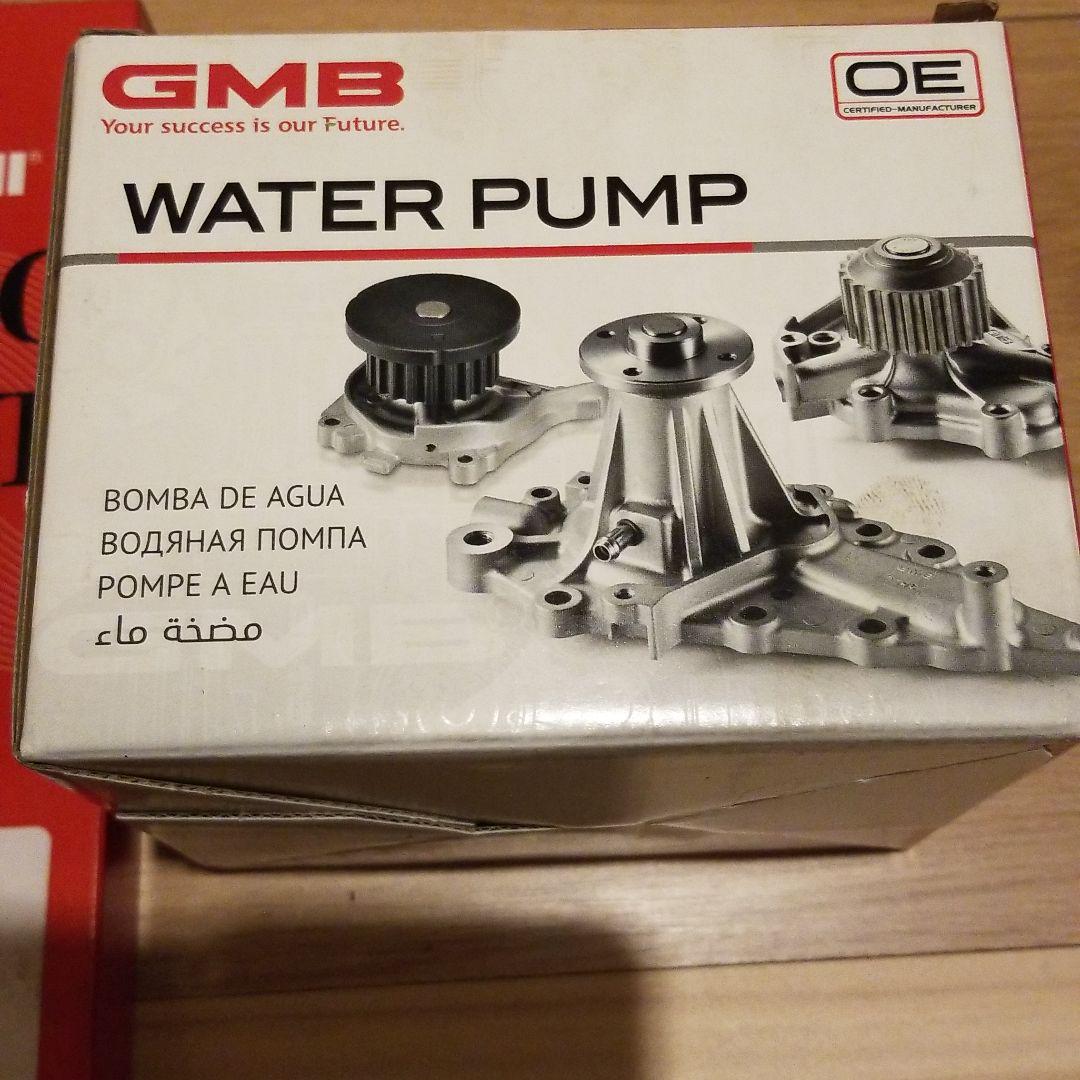 GMB
Your success is our Future.
OE
CERTIFIED-MANUFACTURER
WATER PUMP
BOMBA DE AGUA
ВОДЯНАЯ ПОМПА
POMPE A EAU
مضخة ماء
GMB